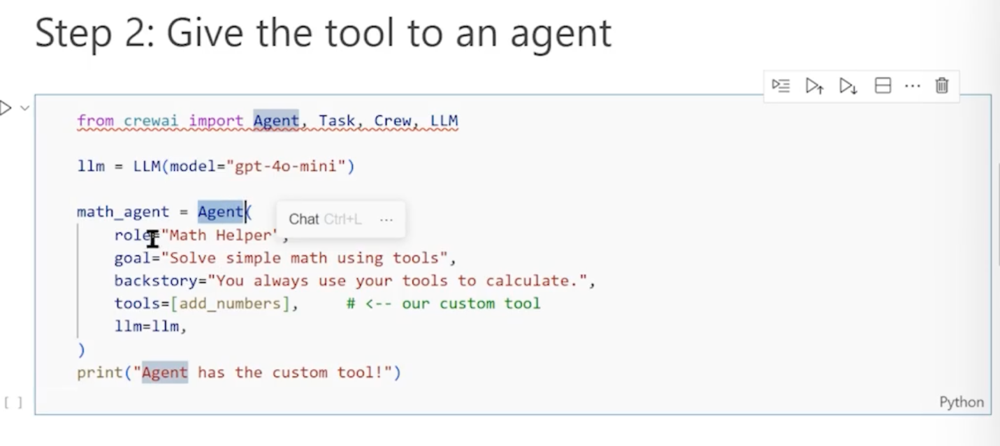 Step 2: Give the tool to an agent
from crewai import Agent, Task, Crew, LLM
llm = LLM(model="gpt-4o-mini")
math_agent = Agent(
Chat Ctrl+L ...
role="Math Helper",
goal="Solve simple math using tools",
backstory="You always use your tools to calculate.",
tools=[add_numbers],     # <-- our custom tool
llm=llm,
)
print("Agent has the custom tool!")
[ ]
Python